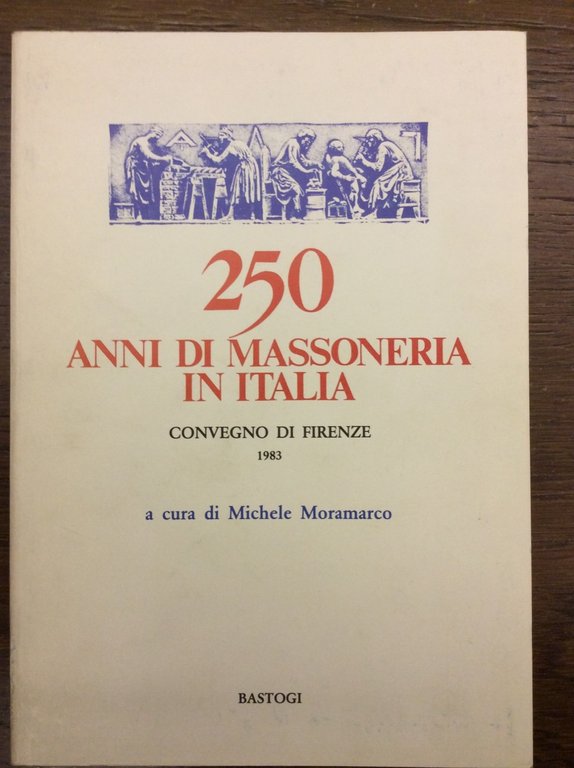 250
ANNI DI MASSONERIA
IN ITALIA
CONVEGNO DI FIRENZE
1983
a cura di Michele Moramarco
BASTOGI